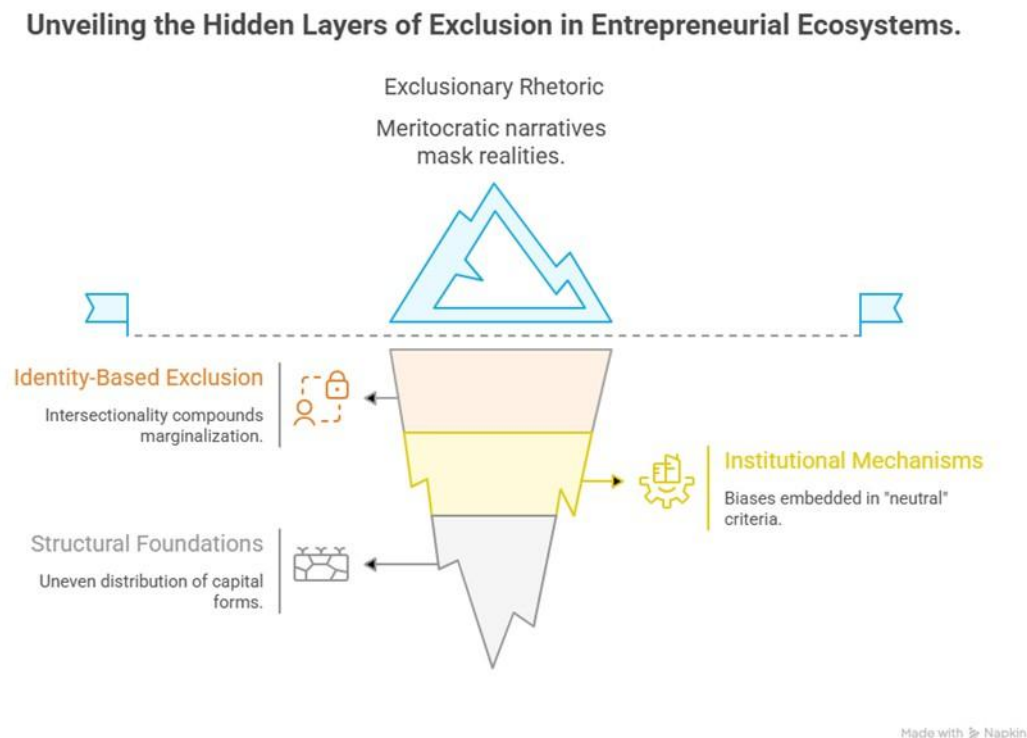 Unveiling the Hidden Layers of Exclusion in Entrepreneurial Ecosystems.
Exclusionary Rhetoric
Meritocratic narratives
mask realities.
Identity-Based Exclusion
Intersectionality compounds
marginalization.
Institutional Mechanisms
Biases embedded in "neutral"
criteria.
Structural Foundations
Uneven distribution of capital
forms.
Made with Napkin